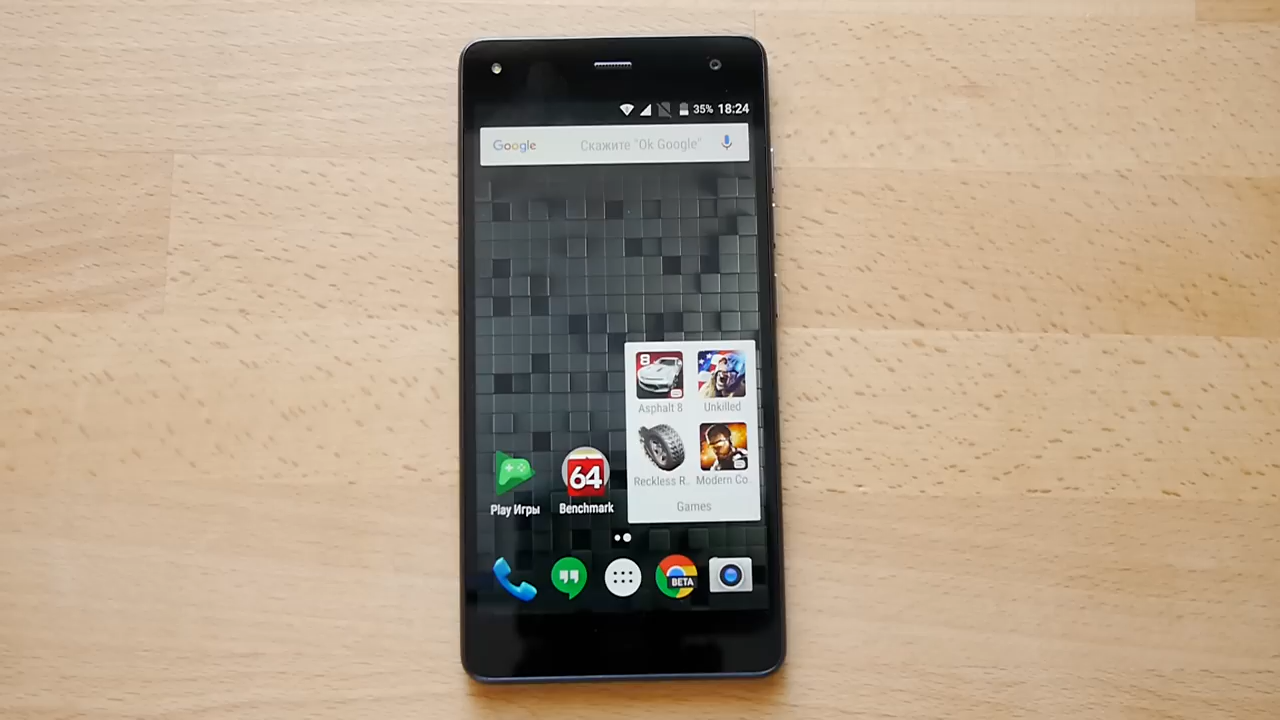 35% 18:24
Google Скажите "Ok Google"
8
Asphalt 8 Unkilled
Reckless R.. Modern Co..
64
Play Игры Benchmark Games
BETA